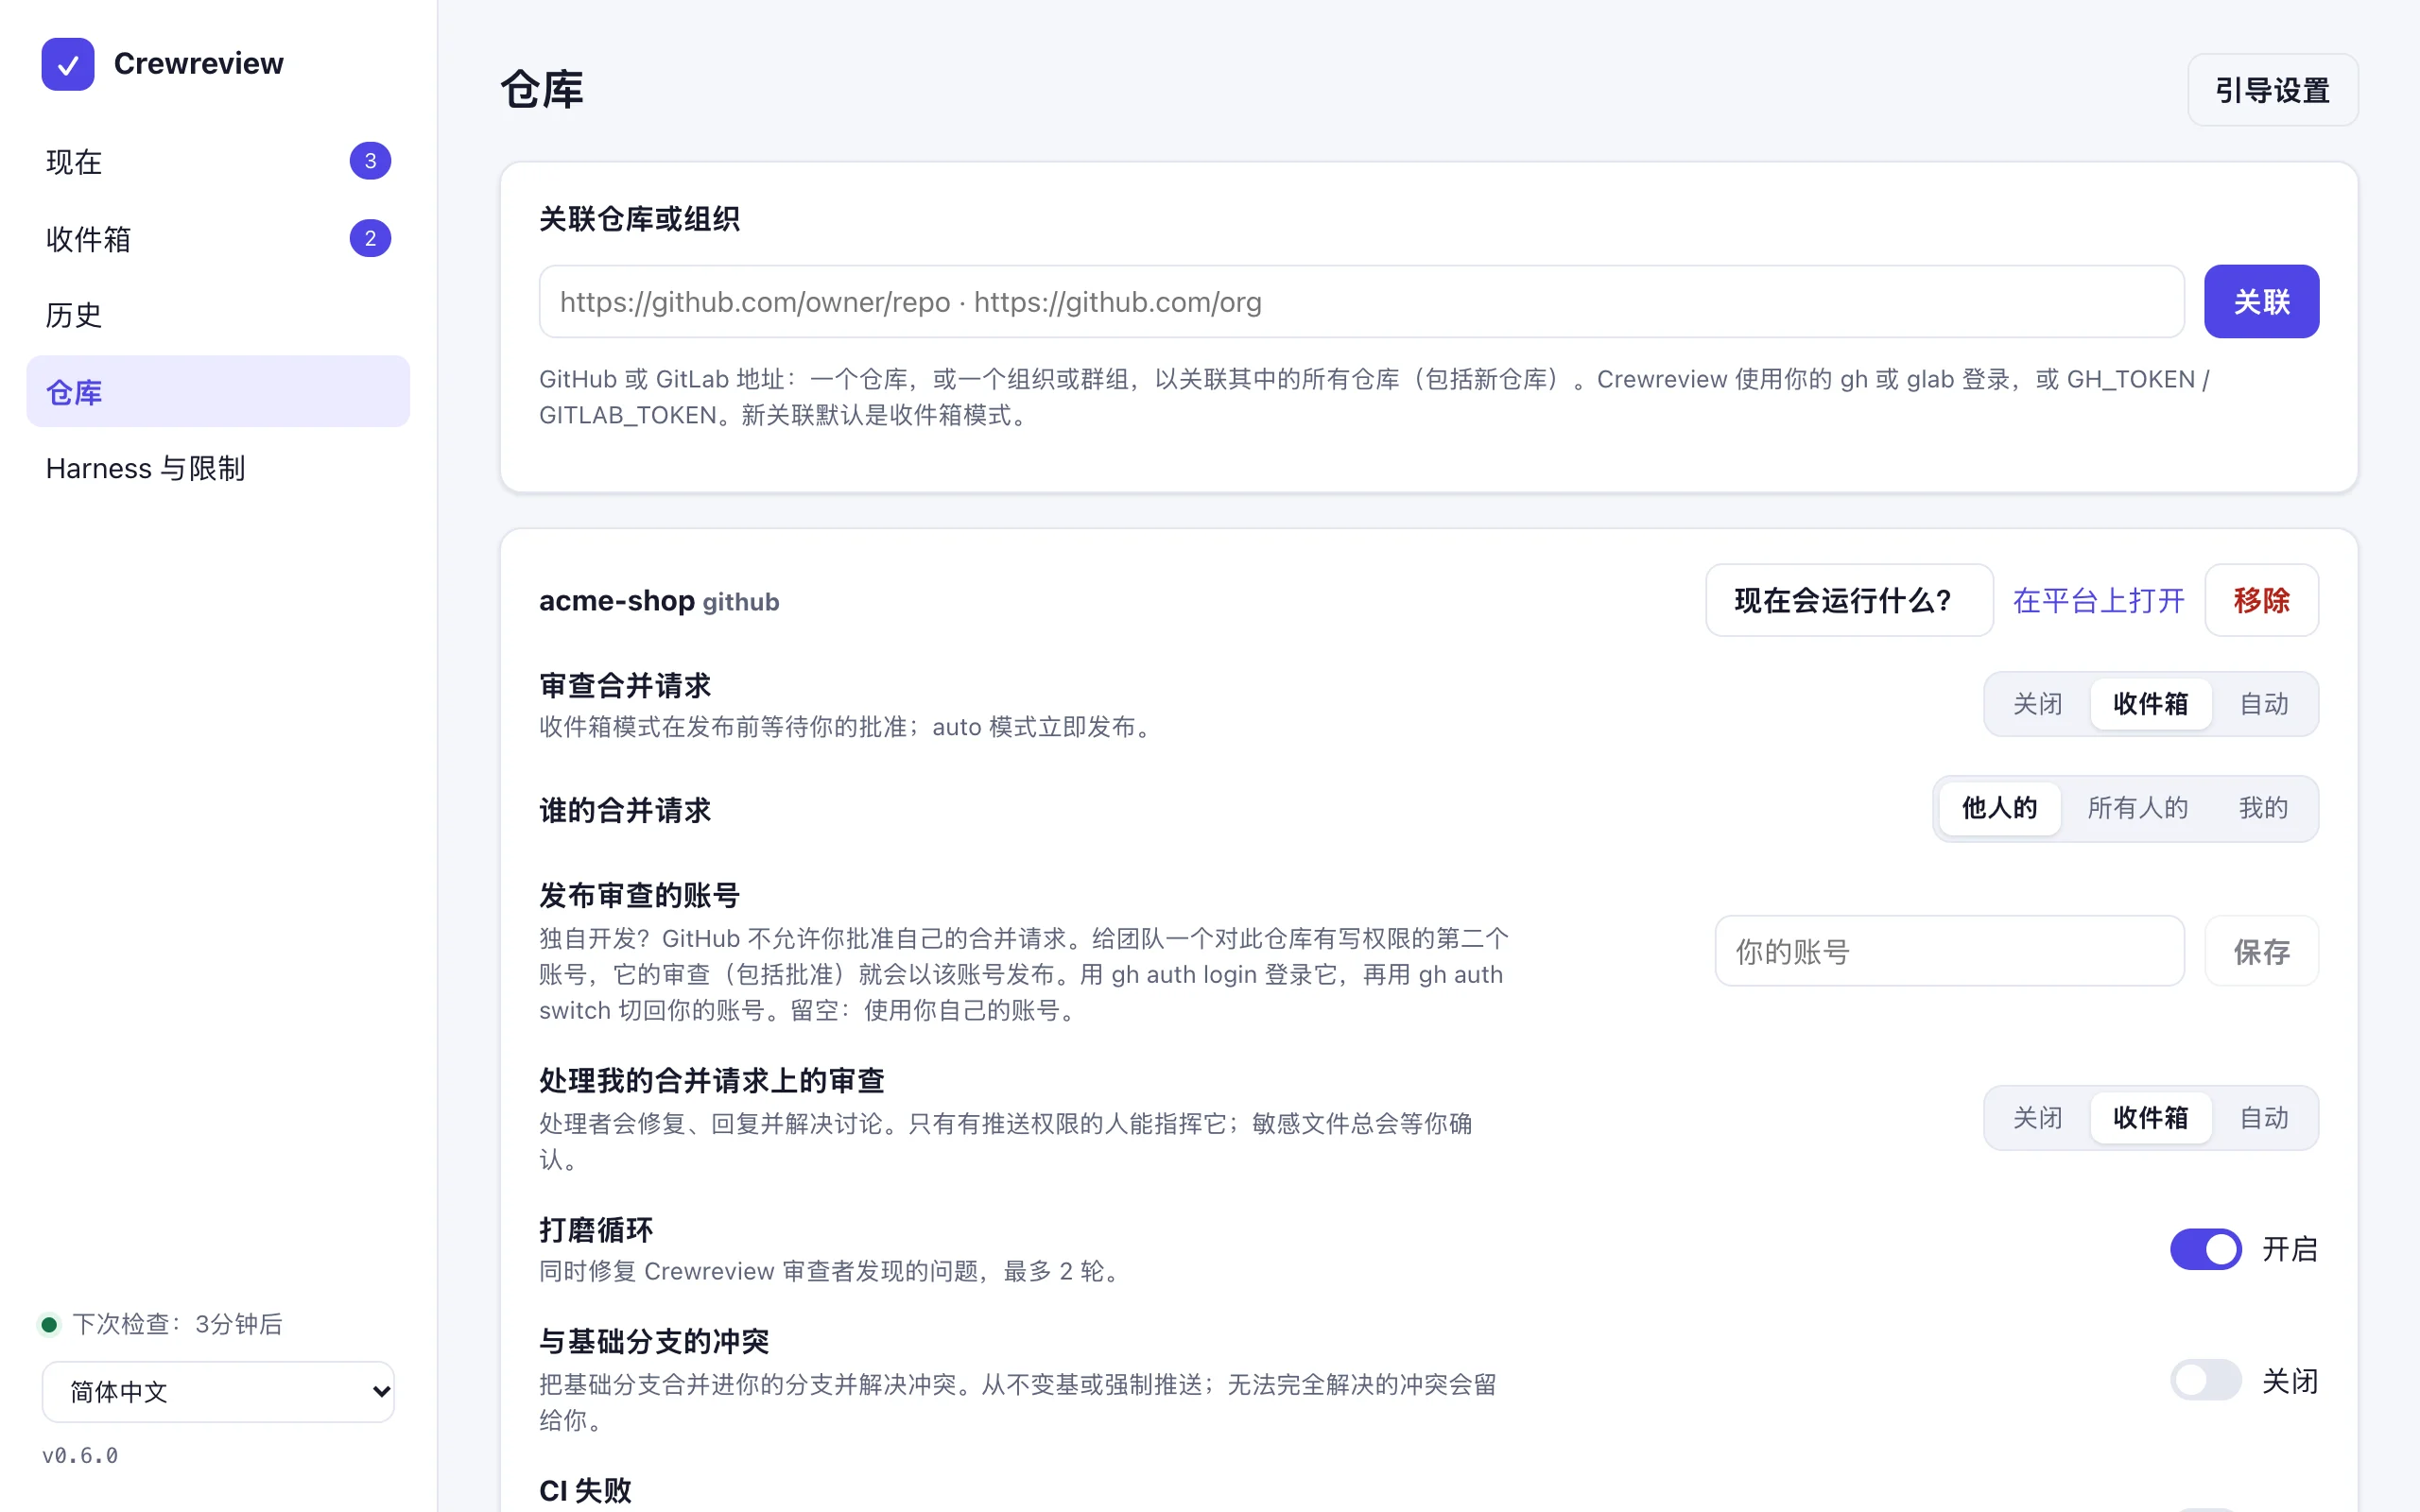 Crewreview
现在
3
收件箱
2
历史
仓库
Harness 与限制
下次检查：3分钟后
简体中文
v0.6.0
仓库
引导设置
关联仓库或组织
https://github.com/owner/repo · https://github.com/org
关联
GitHub 或 GitLab 地址：一个仓库，或一个组织或群组，以关联其中的所有仓库（包括新仓库）。Crewreview 使用你的 gh 或 glab 登录，或 GH_TOKEN /
GITLAB_TOKEN。新关联默认是收件箱模式。
acme-shop github
现在会运行什么？
在平台上打开
移除
审查合并请求
收件箱模式在发布前等待你的批准；auto 模式立即发布。
关闭 收件箱 自动
谁的合并请求
他人的 所有人的 我的
发布审查的账号
独自开发？GitHub 不允许你批准自己的合并请求。给团队一个对此仓库有写权限的第二个
账号，它的审查（包括批准）就会以该账号发布。用 gh auth login 登录它，再用 gh auth
switch 切回你的账号。留空：使用你自己的账号。
你的账号
保存
处理我的合并请求上的审查
处理者会修复、回复并解决讨论。只有有推送权限的人能指挥它；敏感文件总会等你确
认。
关闭 收件箱 自动
打磨循环
同时修复 Crewreview 审查者发现的问题，最多 2 轮。
开启
与基础分支的冲突
把基础分支合并进你的分支并解决冲突。从不变基或强制推送；无法完全解决的冲突会留
给你。
关闭
CI 失败